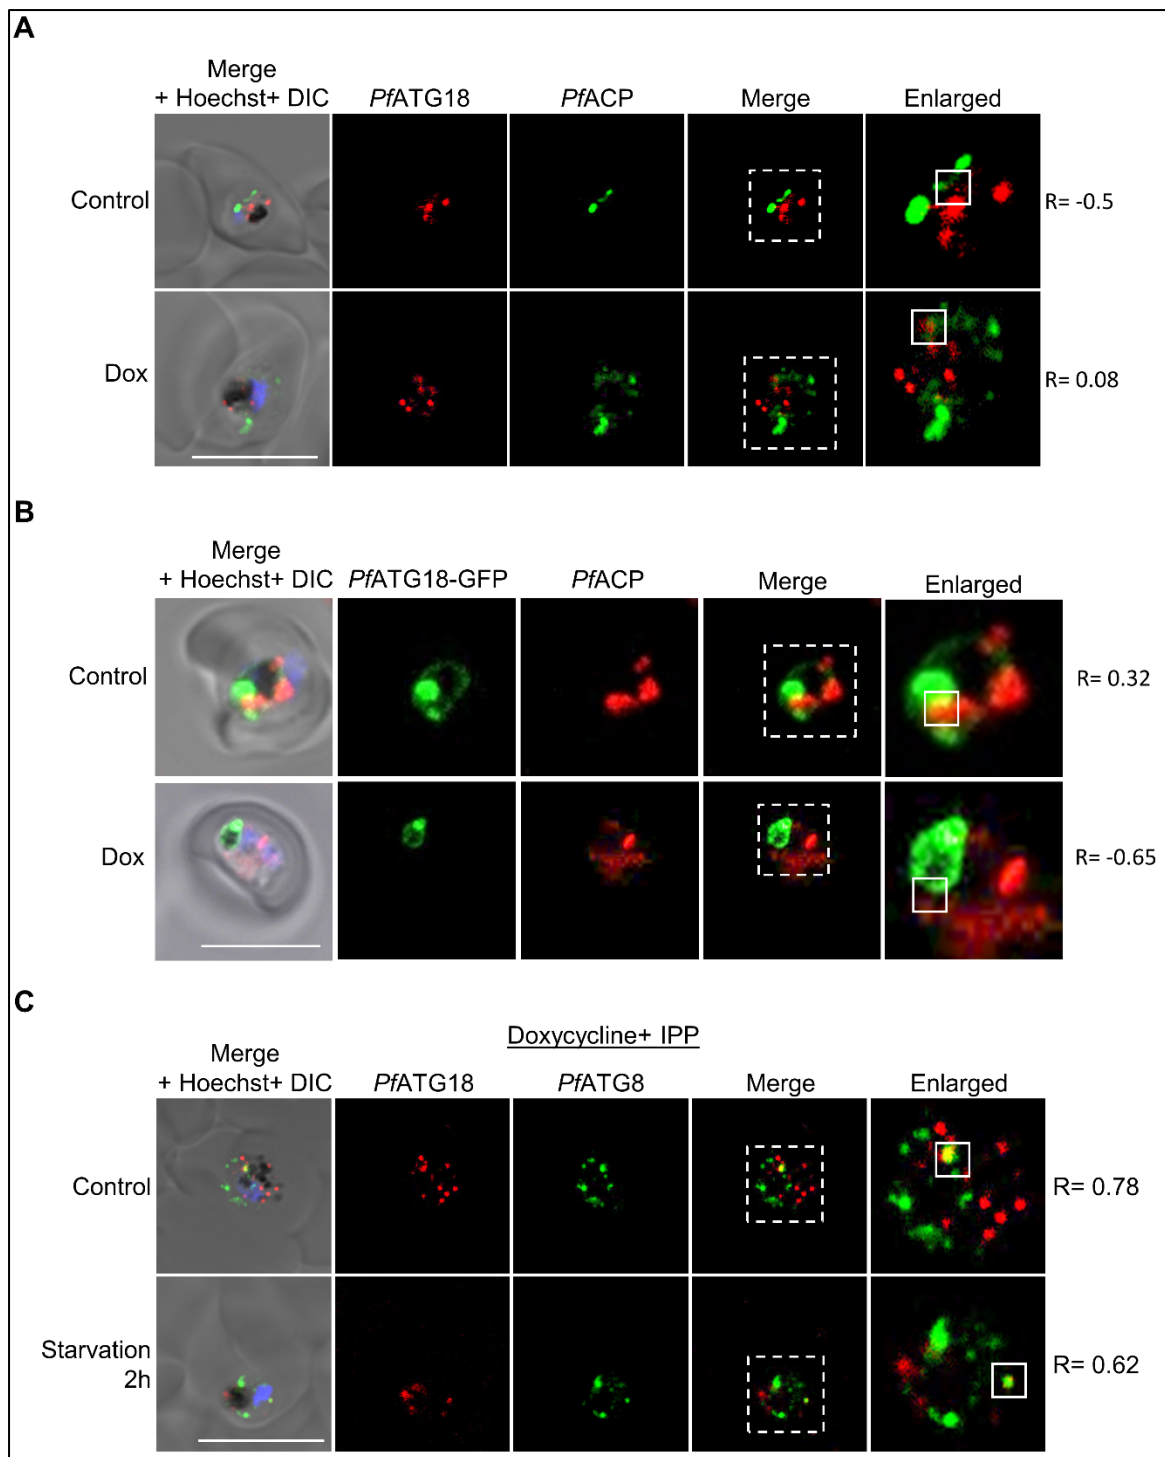 A
Merge
+ Hoechst+ DIC
PfATG18
PfACP
Merge
Enlarged
Control
R= -0.5
Dox
R= 0.08
B
Merge
+ Hoechst+ DIC
PfATG18-GFP
PfACP
Merge
Enlarged
Control
R= 0.32
Dox
R= -0.65
C
Doxycycline+ IPP
Merge
+ Hoechst+ DIC
PfATG18
PfATG8
Merge
Enlarged
Control
R= 0.78
Starvation
2h
R= 0.62